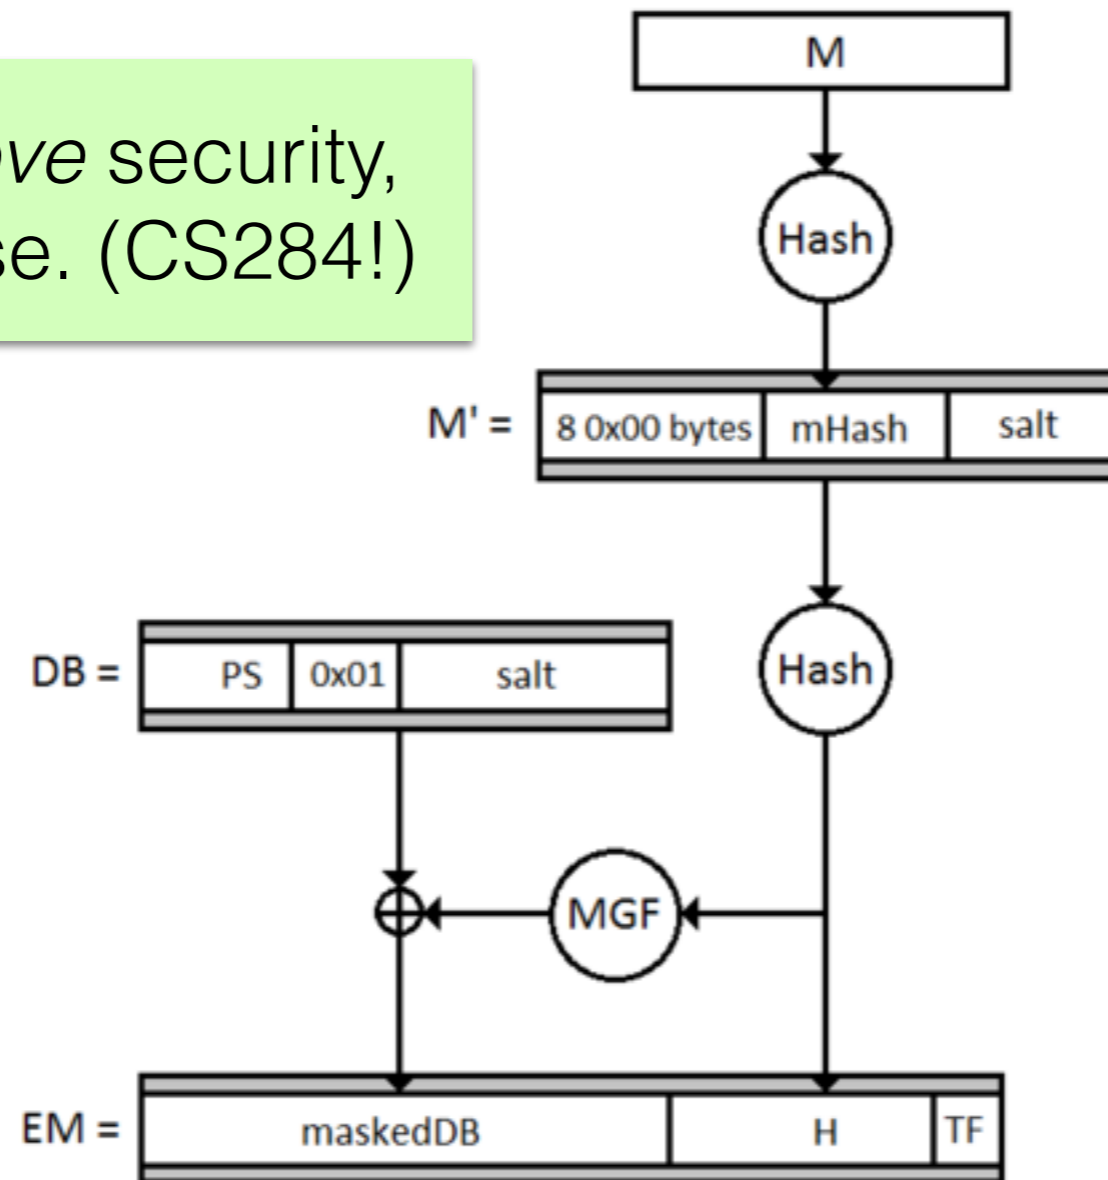 M
ve security,
se. (CS284!)
Hash
M' = 8 0x00 bytes mHash salt
DB = PS 0x01 salt
Hash
MGF
EM = maskedDB H TF